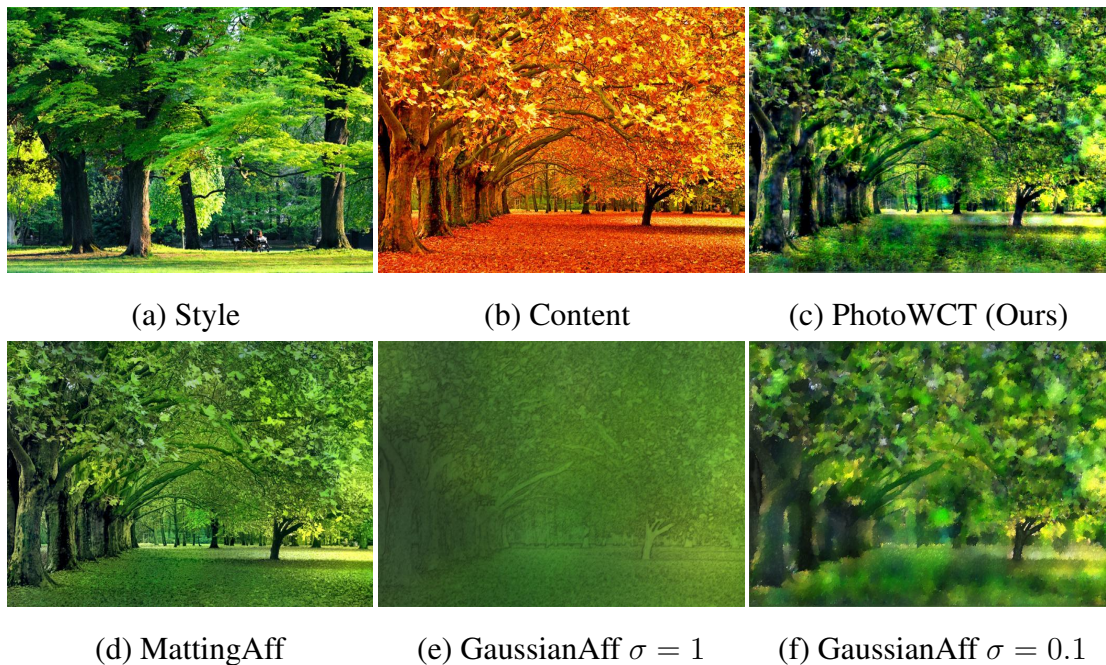 (a) Style
(b) Content
(c) PhotoWCT (Ours)
(d) MattingAff
(e) GaussianAff σ = 1
(f) GaussianAff σ = 0.1